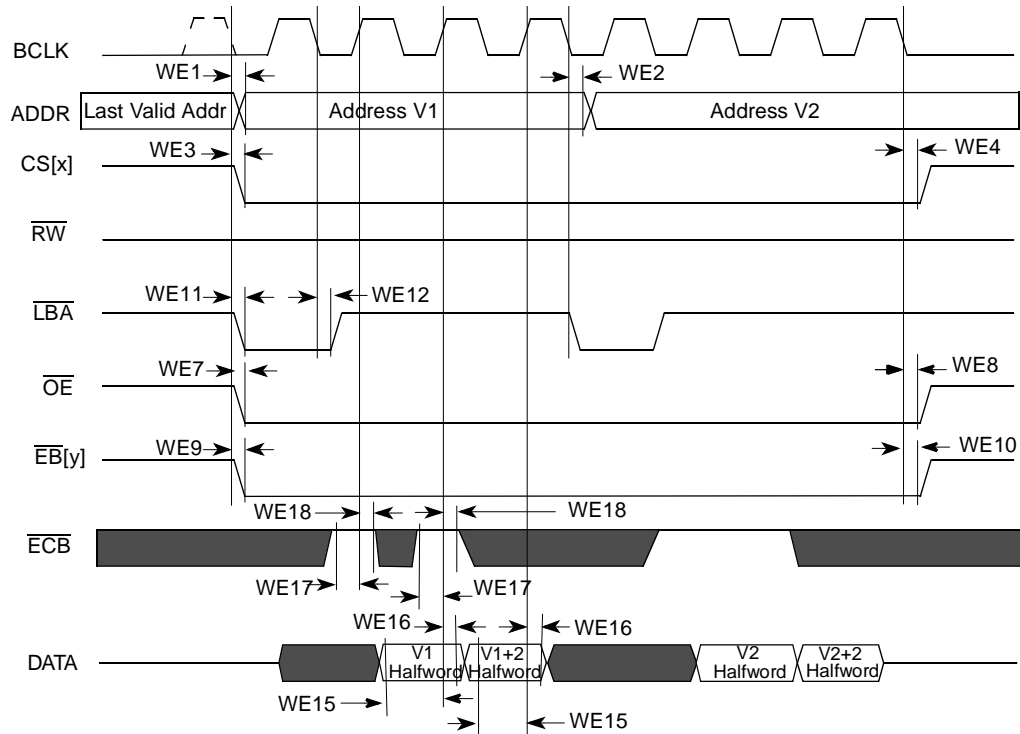 BCLK
WE1
WE2
ADDR
Last Valid Addr
Address V1
Address V2
WE3
WE4
CS[x]
RW
WE11
WE12
LBA
WE7
WE8
OE
WE9
WE10
EB[y]
WE18
WE18
ECB
WE17
WE17
WE16
WE16
DATA
V1
Halfword
V1+2
Halfword
V2
Halfword
V2+2
Halfword
WE15
WE15